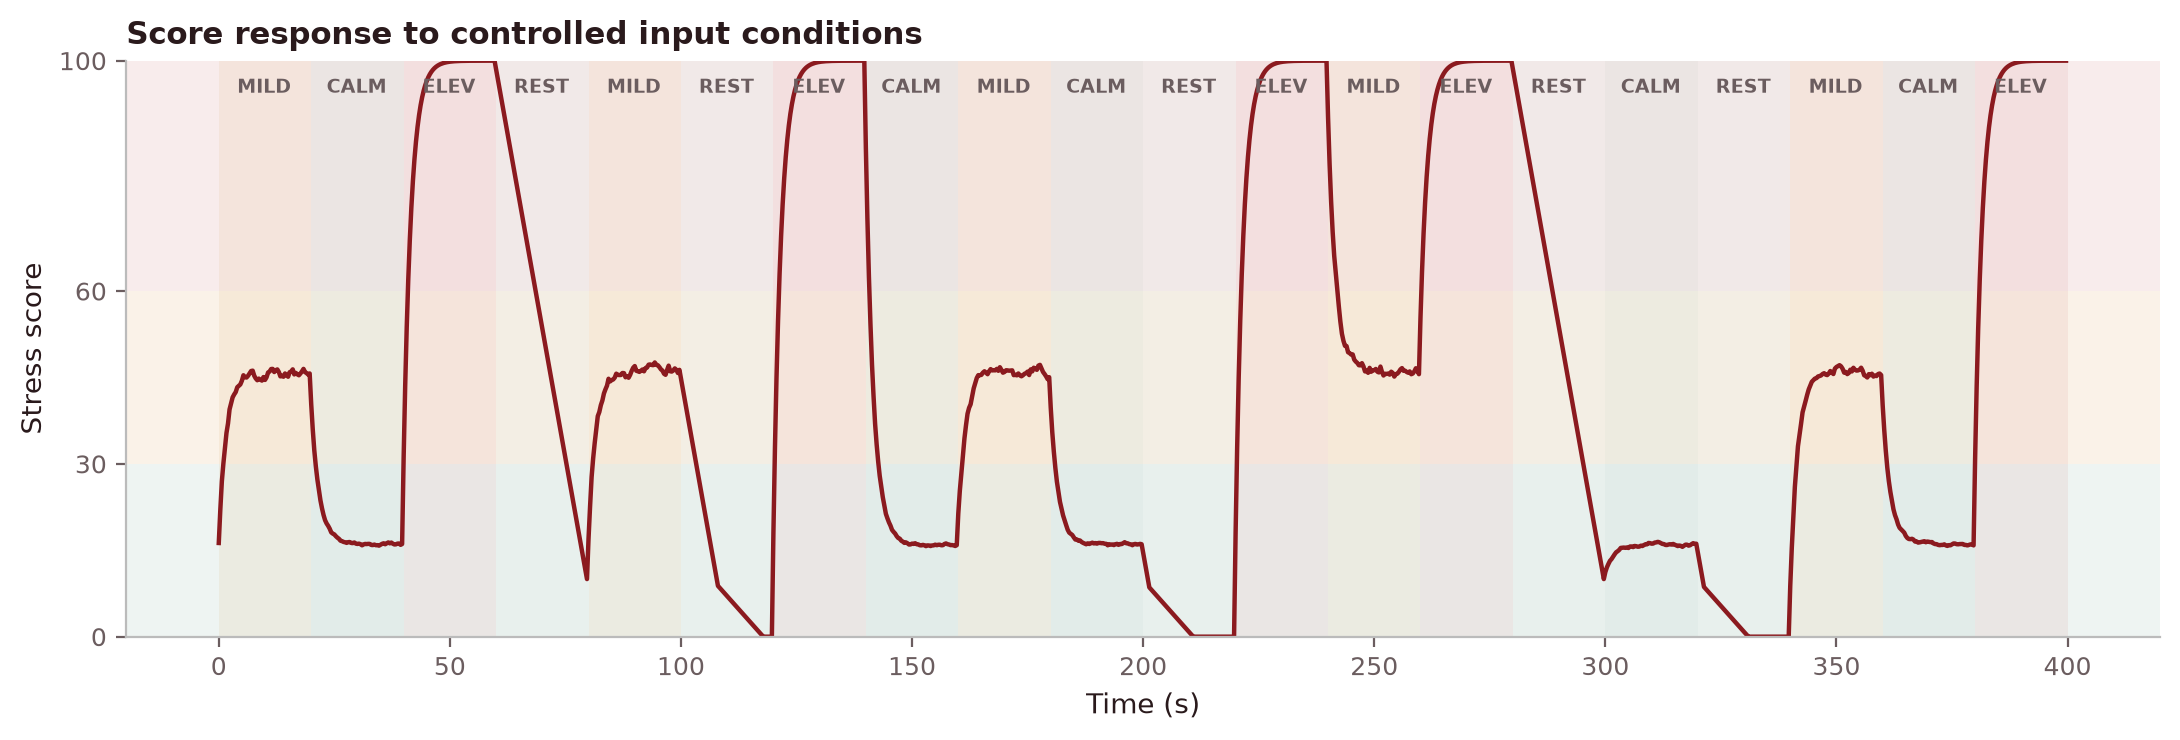 Score response to controlled input conditions
100
MILD CALM ELEV REST MILD REST ELEV CALM MILD CALM REST ELEV MILD ELEV REST CALM REST MILD CALM ELEV
60
Stress score
30
0
0 50 100 150 200 250 300 350 400
Time (s)